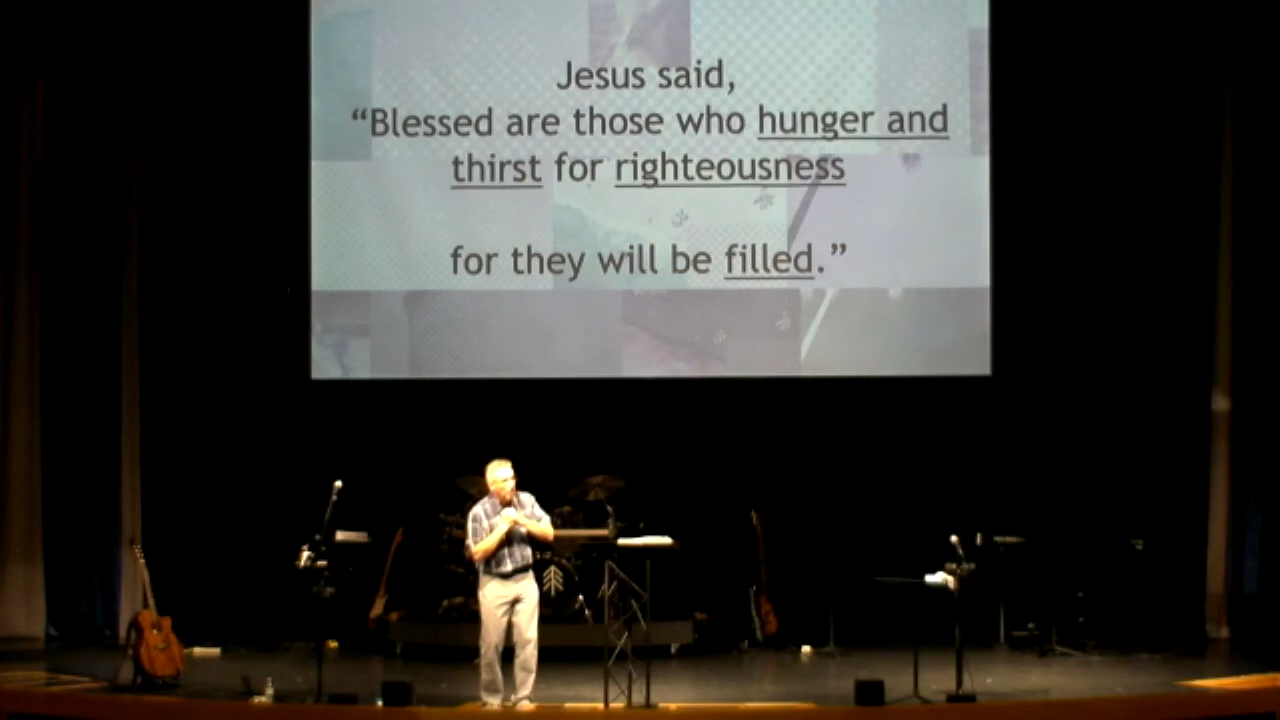 Jesus said,
“Blessed are those who hunger and
thirst for righteousness
for they will be filled.”